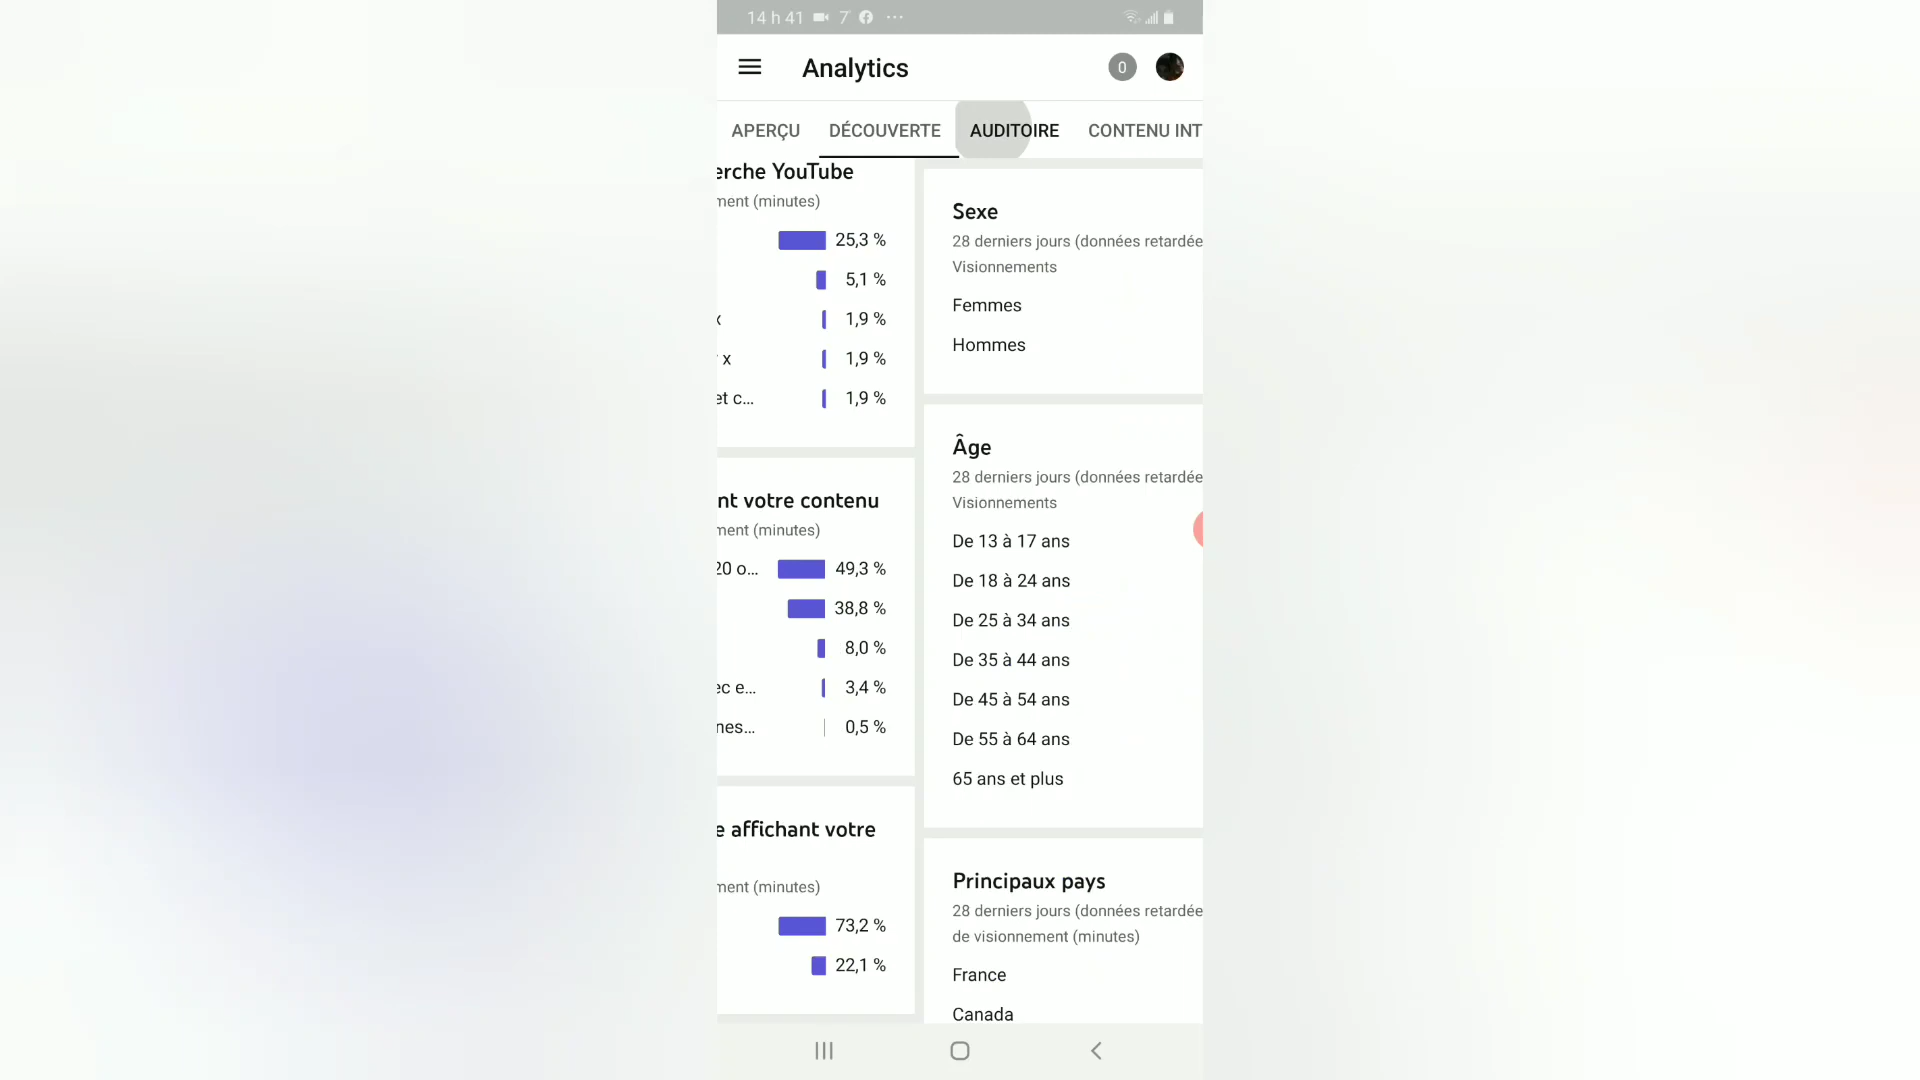 14 h 41 7° ...
Analytics 0
APERÇU DÉCOUVERTE AUDITOIRE CONTENU INT
erche YouTube
ment (minutes)
25,3 %
5,1 %
x 1,9 %
x 1,9 %
et c... 1,9 %
nt votre contenu
ment (minutes)
20 o... 49,3 %
38,8 %
8,0 %
ec e... 3,4 %
nes... 0,5 %
e affichant votre
ment (minutes)
73,2 %
22,1 %
Sexe
28 derniers jours (données retardée
Visionnements
Femmes
Hommes
Âge
28 derniers jours (données retardée
Visionnements
De 13 à 17 ans
De 18 à 24 ans
De 25 à 34 ans
De 35 à 44 ans
De 45 à 54 ans
De 55 à 64 ans
65 ans et plus
Principaux pays
28 derniers jours (données retardée
de visionnement (minutes)
France
Canada